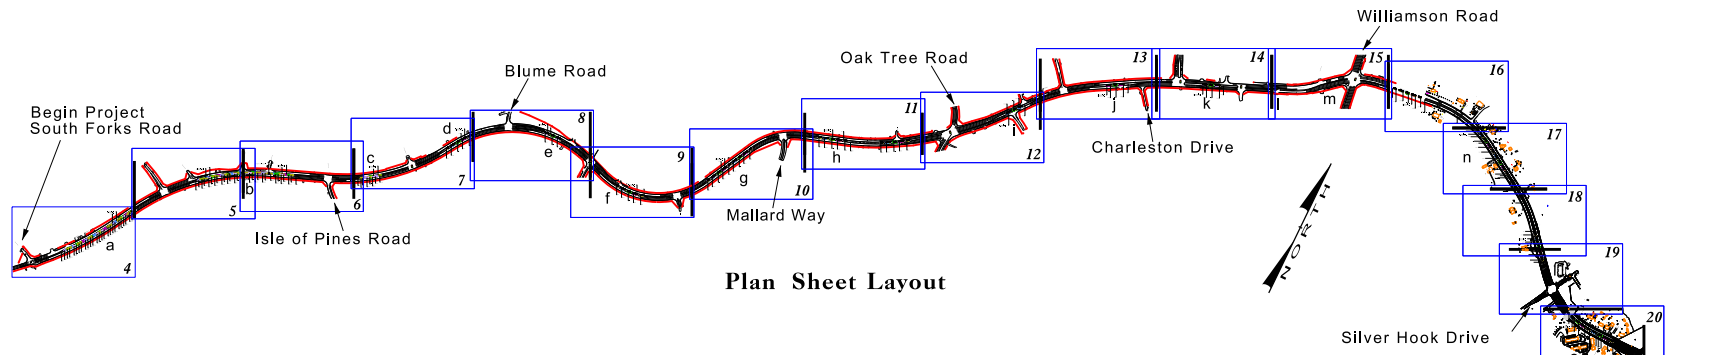 Williamson Road
Oak Tree Road
13
14
15
16
Blume Road
Begin Project
South Forks Road
8
11
j
k
l
m
d
12
i
Charleston Drive
17
n
c
e
9
h
10
g
7
b
5
6
f
Mallard Way
18
a
Isle of Pines Road
4
NORTH
19
Plan Sheet Layout
Silver Hook Drive
20